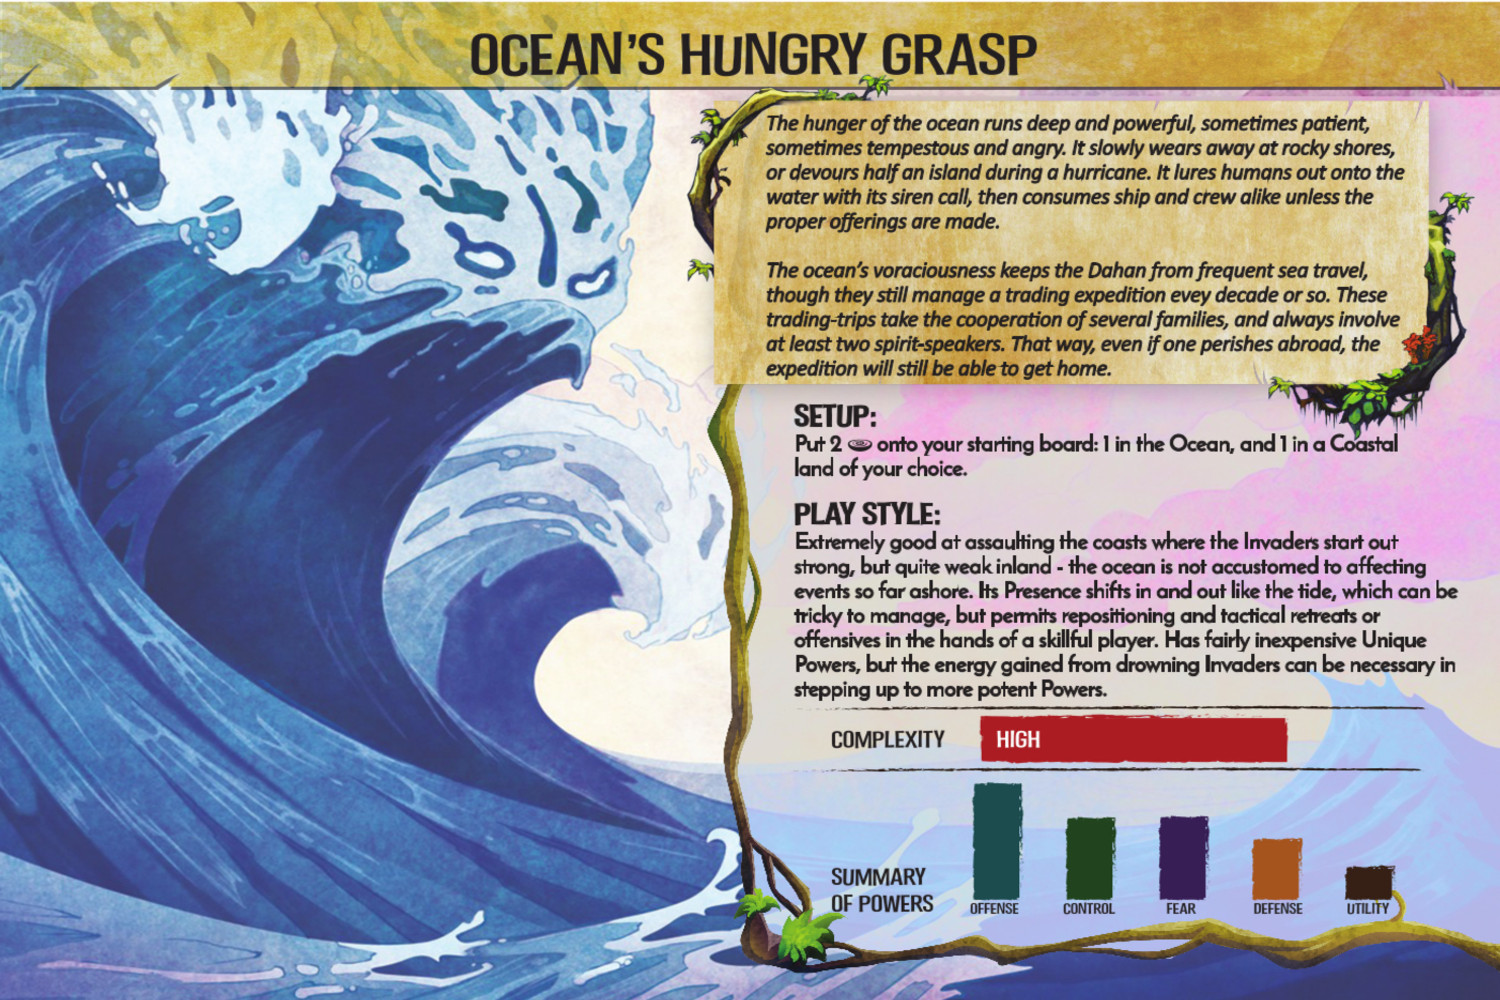 OCEAN'S HUNGRY GRASP
The hunger of the ocean runs deep and powerful, sometimes patient,
sometimes tempestous and angry. It slowly wears away at rocky shores,
or devours half an island during a hurricane. It lures humans out onto the
water with its siren call, then consumes ship and crew alike unless the
proper offerings are made.
The ocean's voraciousness keeps the Dahan from frequent sea travel,
though they still manage a trading expedition evey decade or so. These
trading-trips take the cooperation of several families, and always involve
at least two spirit-speakers. That way, even if one perishes abroad, the
expedition will still be able to get home.
SETUP:
Put 2 onto your starting board: 1 in the Ocean, and 1 in a Coastal
land of your choice.
PLAY STYLE:
Extremely good at assaulting the coasts where the Invaders start out
strong, but quite weak inland - the ocean is not accustomed to affecting
events so far ashore. Its Presence shifts in and out like the tide, which can be
tricky to manage, but permits repositioning and tactical retreats or
offensives in the hands of a skillful player. Has fairly inexpensive Unique
Powers, but the energy gained from drowning Invaders can be necessary in
stepping up to more potent Powers.
COMPLEXITY HIGH
SUMMARY
OF POWERS
OFFENSE CONTROL FEAR DEFENSE UTILITY